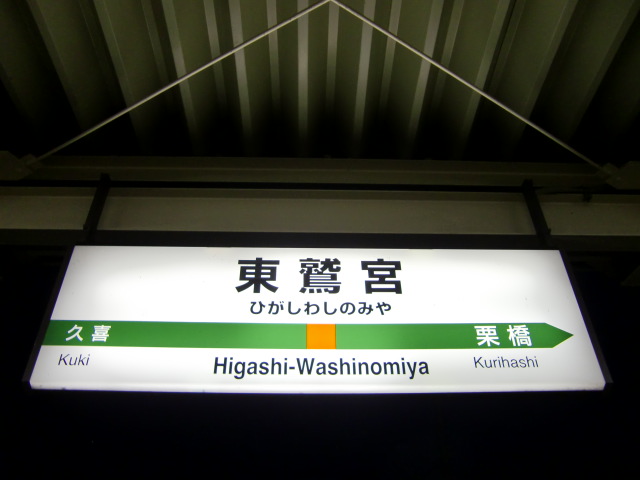 東鷲宮
ひがしわしのみや
久喜
栗橋
Kuki
Higashi-Washinomiya
Kurihashi